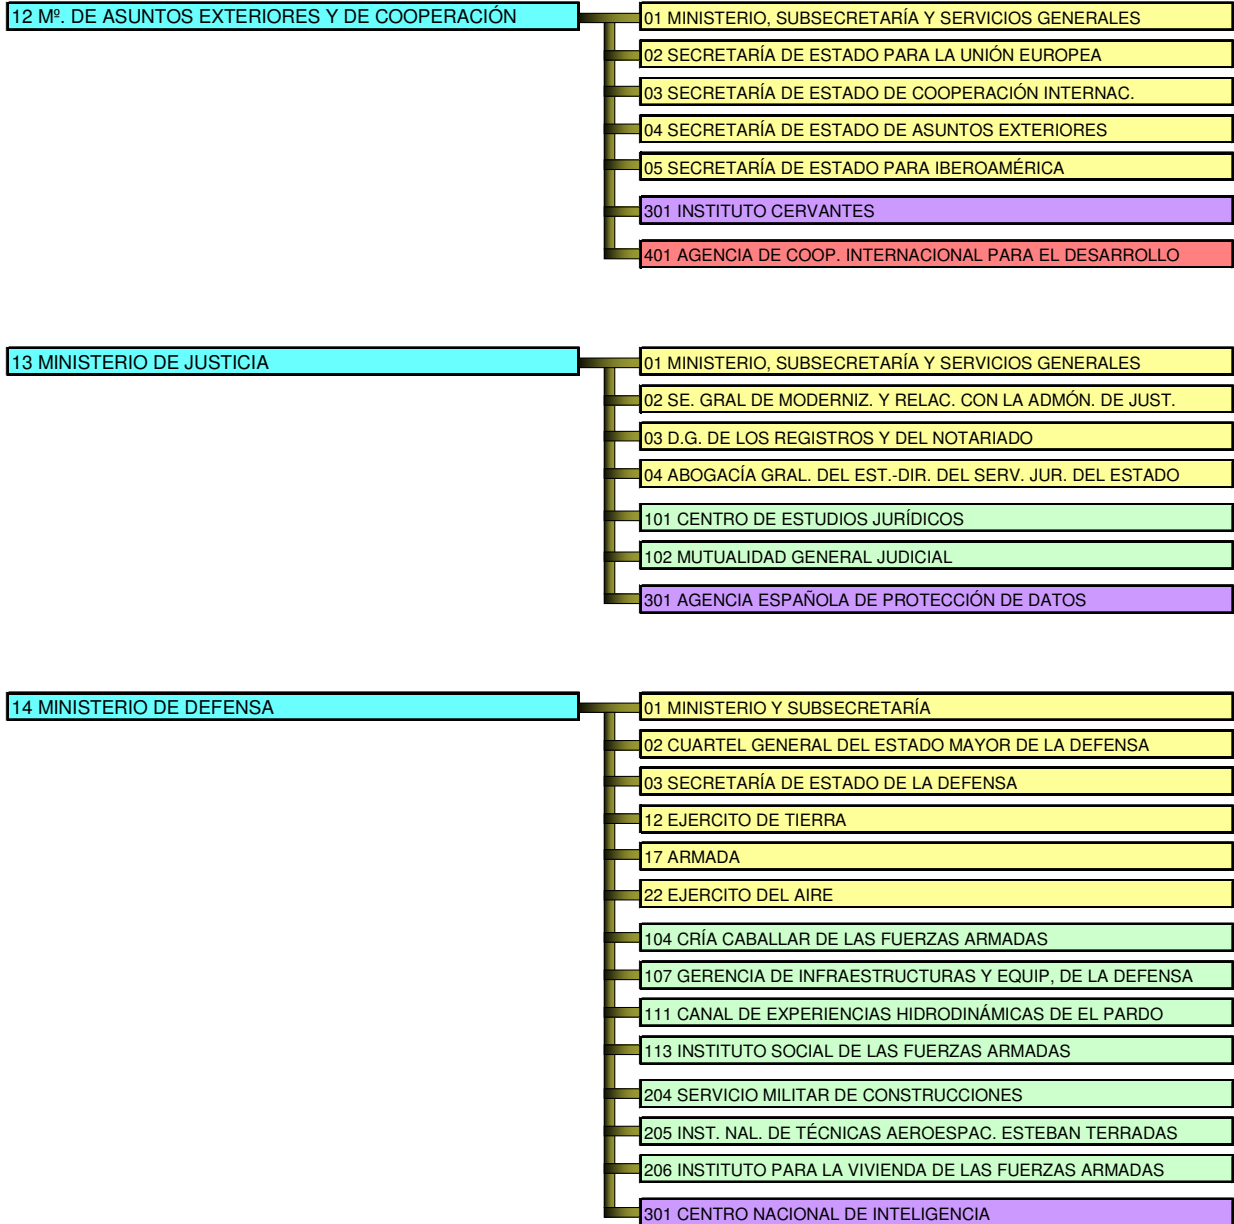 12 Mº. DE ASUNTOS EXTERIORES Y DE COOPERACIÓN
01 MINISTERIO, SUBSECRETARÍA Y SERVICIOS GENERALES
02 SECRETARÍA DE ESTADO PARA LA UNIÓN EUROPEA
03 SECRETARÍA DE ESTADO DE COOPERACIÓN INTERNAC.
04 SECRETARÍA DE ESTADO DE ASUNTOS EXTERIORES
05 SECRETARÍA DE ESTADO PARA IBEROAMÉRICA
301 INSTITUTO CERVANTES
401 AGENCIA DE COOP. INTERNACIONAL PARA EL DESARROLLO
13 MINISTERIO DE JUSTICIA
01 MINISTERIO, SUBSECRETARÍA Y SERVICIOS GENERALES
02 SE. GRAL DE MODERNIZ. Y RELAC. CON LA ADMÓN. DE JUST.
03 D.G. DE LOS REGISTROS Y DEL NOTARIADO
04 ABOGACÍA GRAL. DEL EST.-DIR. DEL SERV. JUR. DEL ESTADO
101 CENTRO DE ESTUDIOS JURÍDICOS
102 MUTUALIDAD GENERAL JUDICIAL
301 AGENCIA ESPAÑOLA DE PROTECCIÓN DE DATOS
14 MINISTERIO DE DEFENSA
01 MINISTERIO Y SUBSECRETARÍA
02 CUARTEL GENERAL DEL ESTADO MAYOR DE LA DEFENSA
03 SECRETARÍA DE ESTADO DE LA DEFENSA
12 EJERCITO DE TIERRA
17 ARMADA
22 EJERCITO DEL AIRE
104 CRÍA CABALLAR DE LAS FUERZAS ARMADAS
107 GERENCIA DE INFRAESTRUCTURAS Y EQUIP, DE LA DEFENSA
111 CANAL DE EXPERIENCIAS HIDRODINÁMICAS DE EL PARDO
113 INSTITUTO SOCIAL DE LAS FUERZAS ARMADAS
204 SERVICIO MILITAR DE CONSTRUCCIONES
205 INST. NAL. DE TÉCNICAS AEROESPAC. ESTEBAN TERRADAS
206 INSTITUTO PARA LA VIVIENDA DE LAS FUERZAS ARMADAS
301 CENTRO NACIONAL DE INTELIGENCIA